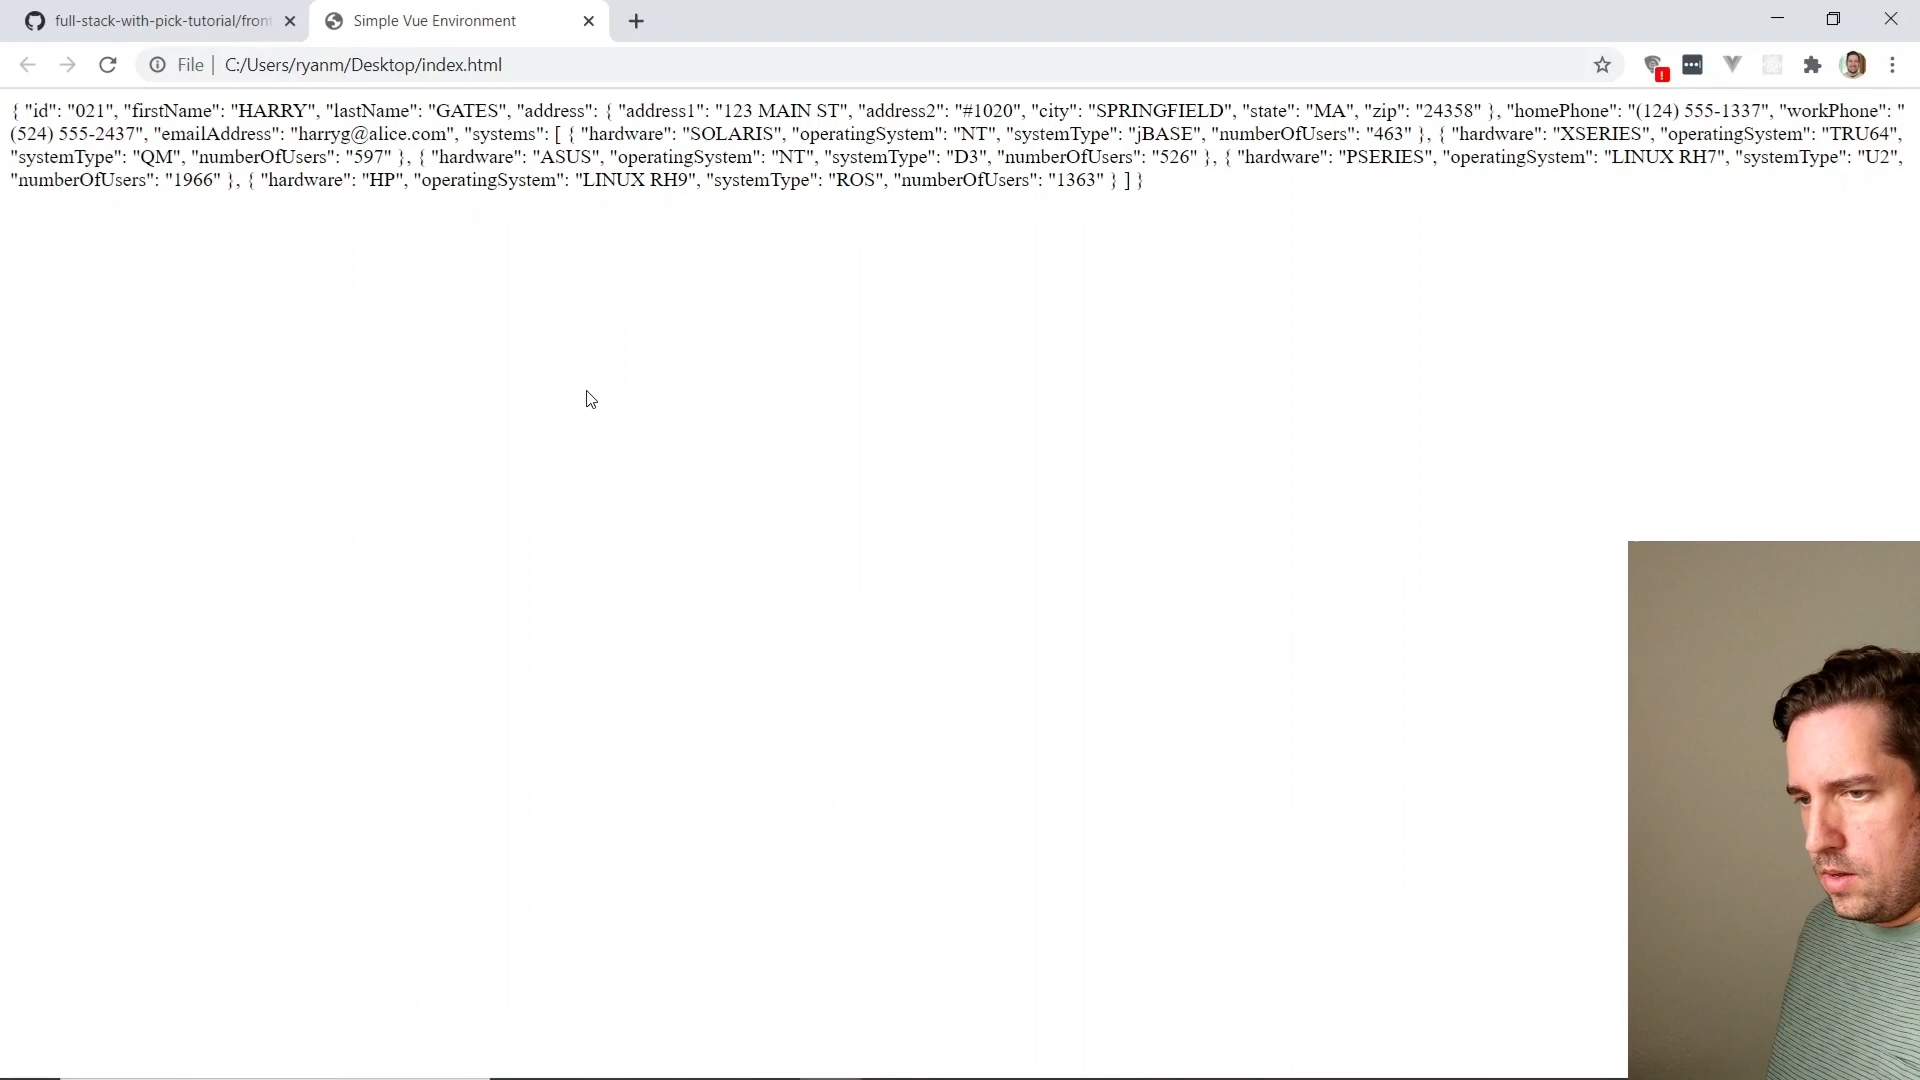 full-stack-with-pick-tutorial/front
Simple Vue Environment
File
C:/Users/ryanm/Desktop/index.html
{ "id": "021", "firstName": "HARRY", "lastName": "GATES", "address": { "address1": "123 MAIN ST", "address2": "#1020", "city": "SPRINGFIELD", "state": "MA", "zip": "24358" }, "homePhone": "(124) 555-1337", "workPhone": "
(524) 555-2437", "emailAddress": "harryg@alice.com", "systems": [ { "hardware": "SOLARIS", "operatingSystem": "NT", "systemType": "jBASE", "numberOfUsers": "463" }, { "hardware": "XSERIES", "operatingSystem": "TRU64",
"systemType": "QM", "numberOfUsers": "597" }, { "hardware": "ASUS", "operatingSystem": "NT", "systemType": "D3", "numberOfUsers": "526" }, { "hardware": "PSERIES", "operatingSystem": "LINUX RH7", "systemType": "U2",
"numberOfUsers": "1966" }, { "hardware": "HP", "operatingSystem": "LINUX RH9", "systemType": "ROS", "numberOfUsers": "1363" } ] }